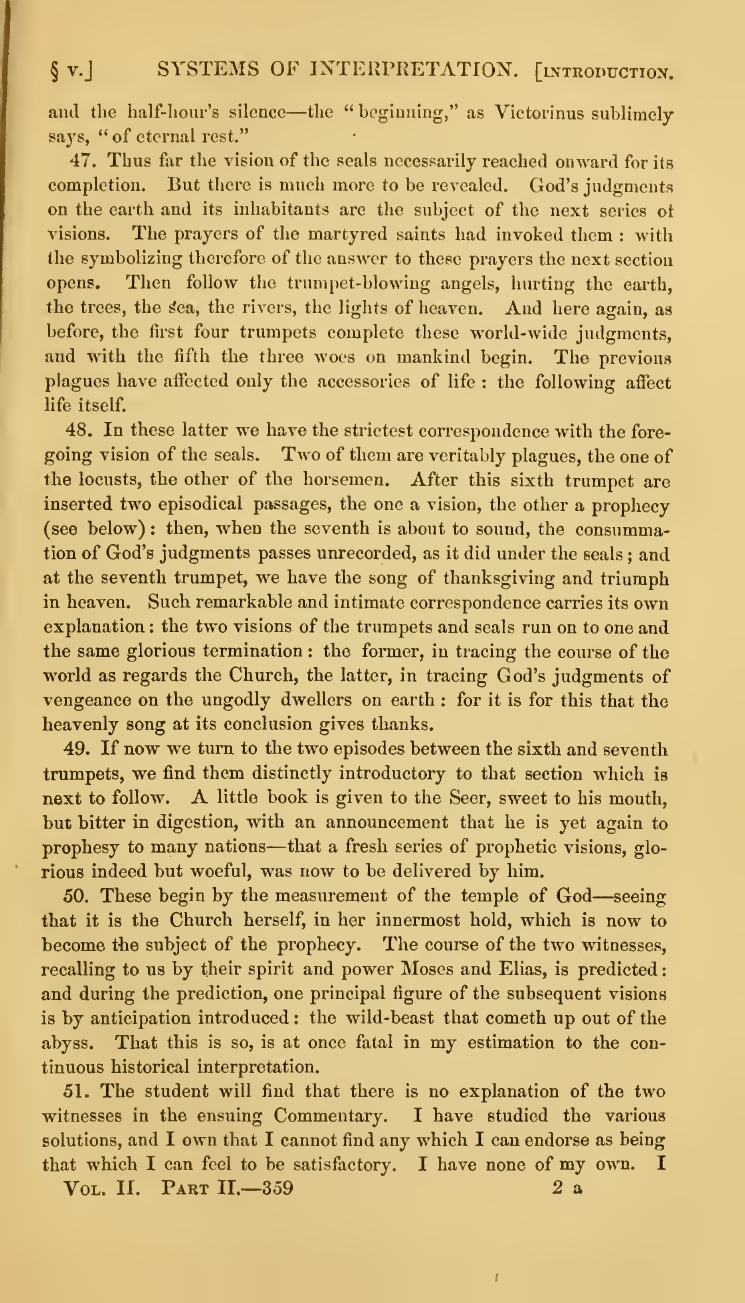 § v.]   SYSTEMS OF INTERPRETATION.   [INTRODUCTION.
and the half-hour's silence—the “beginning,” as Victorinus sublimely
says, “of eternal rest.”
47. Thus far the vision of the seals necessarily reached onward for its
completion. But there is much more to be revealed. God's judgments
on the earth and its inhabitants are the subject of the next series of
visions. The prayers of the martyred saints had invoked them : with
the symbolizing therefore of the answer to these prayers the next section
opens. Then follow the trumpet-blowing angels, hurting the earth,
the trees, the sea, the rivers, the lights of heaven. And here again, as
before, the first four trumpets complete these world-wide judgments,
and with the fifth the three woes on mankind begin. The previous
plagues have affected only the accessories of life : the following affect
life itself.
48. In these latter we have the strictest correspondence with the fore-
going vision of the seals. Two of them are veritably plagues, the one of
the locusts, the other of the horsemen. After this sixth trumpet are
inserted two episodical passages, the one a vision, the other a prophecy
(see below) : then, when the seventh is about to sound, the consumma-
tion of God's judgments passes unrecorded, as it did under the seals ; and
at the seventh trumpet, we have the song of thanksgiving and triumph
in heaven. Such remarkable and intimate correspondence carries its own
explanation : the two visions of the trumpets and seals run on to one and
the same glorious termination : the former, in tracing the course of the
world as regards the Church, the latter, in tracing God's judgments of
vengeance on the ungodly dwellers on earth : for it is for this that the
heavenly song at its conclusion gives thanks.
49. If now we turn to the two episodes between the sixth and seventh
trumpets, we find them distinctly introductory to that section which is
next to follow. A little book is given to the Seer, sweet to his mouth,
but bitter in digestion, with an announcement that he is yet again to
prophesy to many nations—that a fresh series of prophetic visions, glo-
rious indeed but woeful, was now to be delivered by him.
50. These begin by the measurement of the temple of God—seeing
that it is the Church herself, in her innermost hold, which is now to
become the subject of the prophecy. The course of the two witnesses,
recalling to us by their spirit and power Moses and Elias, is predicted :
and during the prediction, one principal figure of the subsequent visions
is by anticipation introduced : the wild-beast that cometh up out of the
abyss. That this is so, is at once fatal in my estimation to the con-
tinuous historical interpretation.
51. The student will find that there is no explanation of the two
witnesses in the ensuing Commentary. I have studied the various
solutions, and I own that I cannot find any which I can endorse as being
that which I can feel to be satisfactory. I have none of my own. I
VOL. II. PART II.—359   2 a